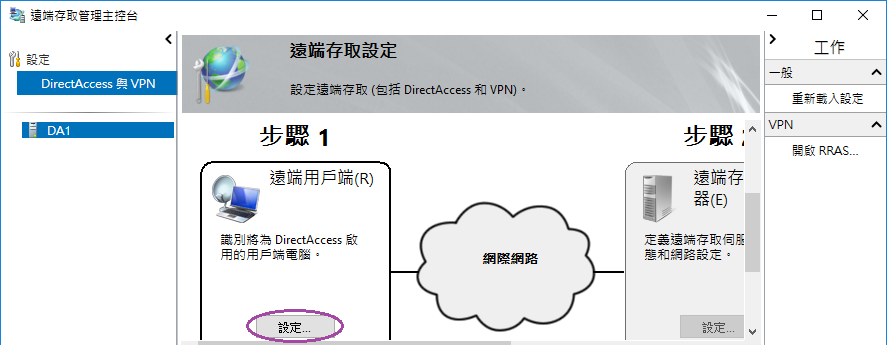 遠端存取管理主控台
設定
DirectAccess 與 VPN
DA1
遠端存取設定
設定遠端存取 (包括 DirectAccess 和 VPN)。
步驟 1
遠端用戶端(R)
識別將為 DirectAccess 啟
用的用戶端電腦。
設定...
網際網路
步驟
遠端存
器(E)
定義遠端存取伺服
態和網路設定。
設定...
工作
一般
重新載入設定
VPN
開啟 RRAS...